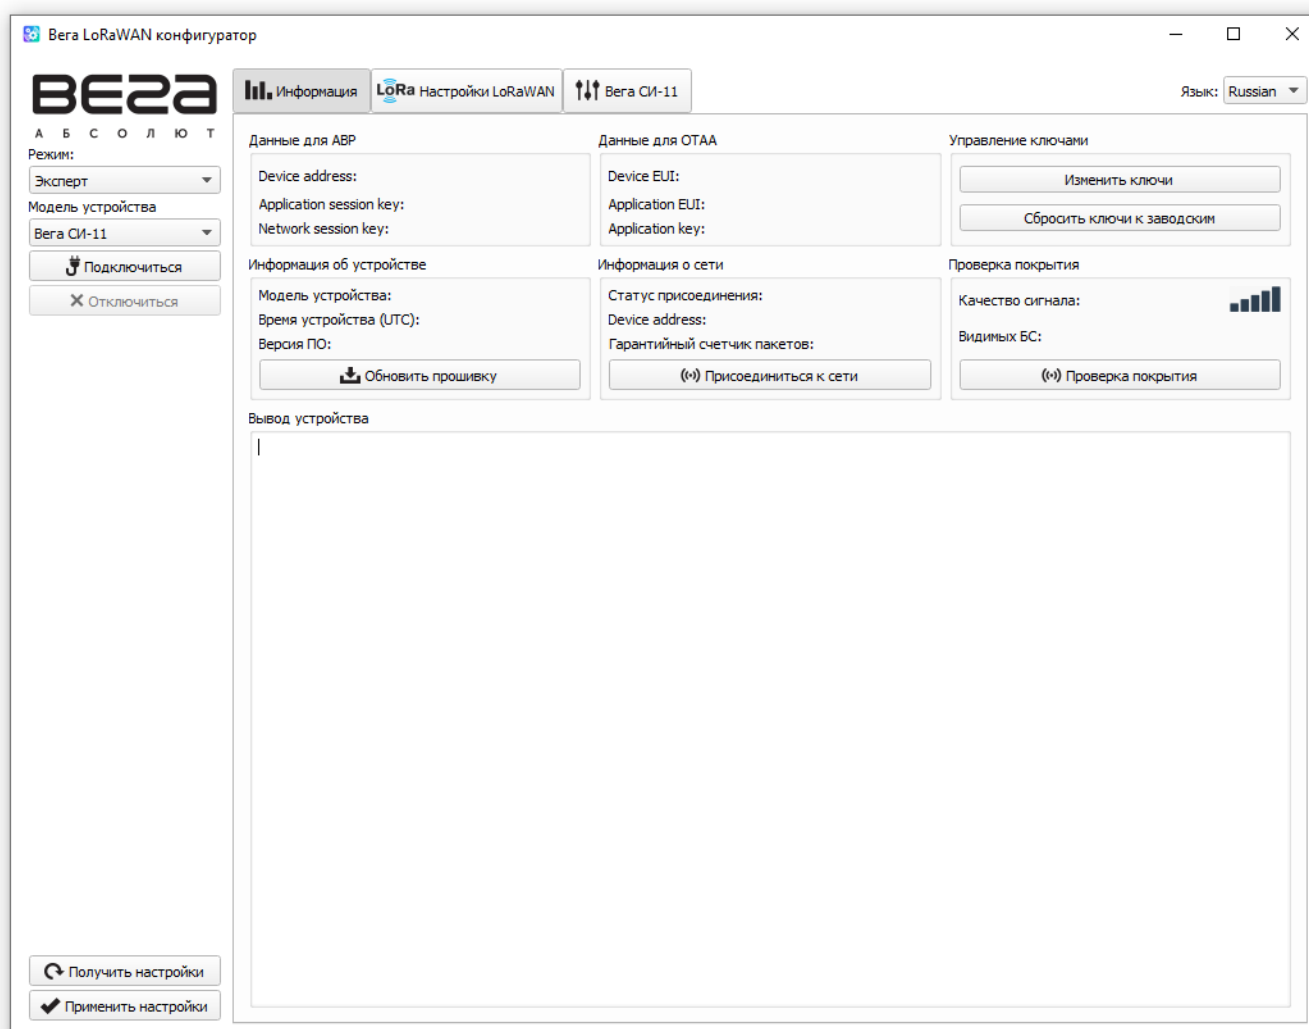 Вега LoRaWAN конфигуратор
ВЕГА
АБСОЛЮТ
Режим:
Эксперт
Модель устройства
Вега СИ-11
Подключиться
Отключиться
Информация
LoRa Настройки LoRaWAN
Вега СИ-11
Язык: Russian
Данные для ABP
Device address:
Application session key:
Network session key:
Данные для OTAA
Device EUI:
Application EUI:
Application key:
Управление ключами
Изменить ключи
Сбросить ключи к заводским
Информация об устройстве
Модель устройства:
Время устройства (UTC):
Версия ПО:
Обновить прошивку
Информация о сети
Статус присоединения:
Device address:
Гарантийный счетчик пакетов:
Присоединиться к сети
Проверка покрытия
Качество сигнала:
Видимых БС:
Проверка покрытия
Вывод устройства
Получить настройки
Применить настройки